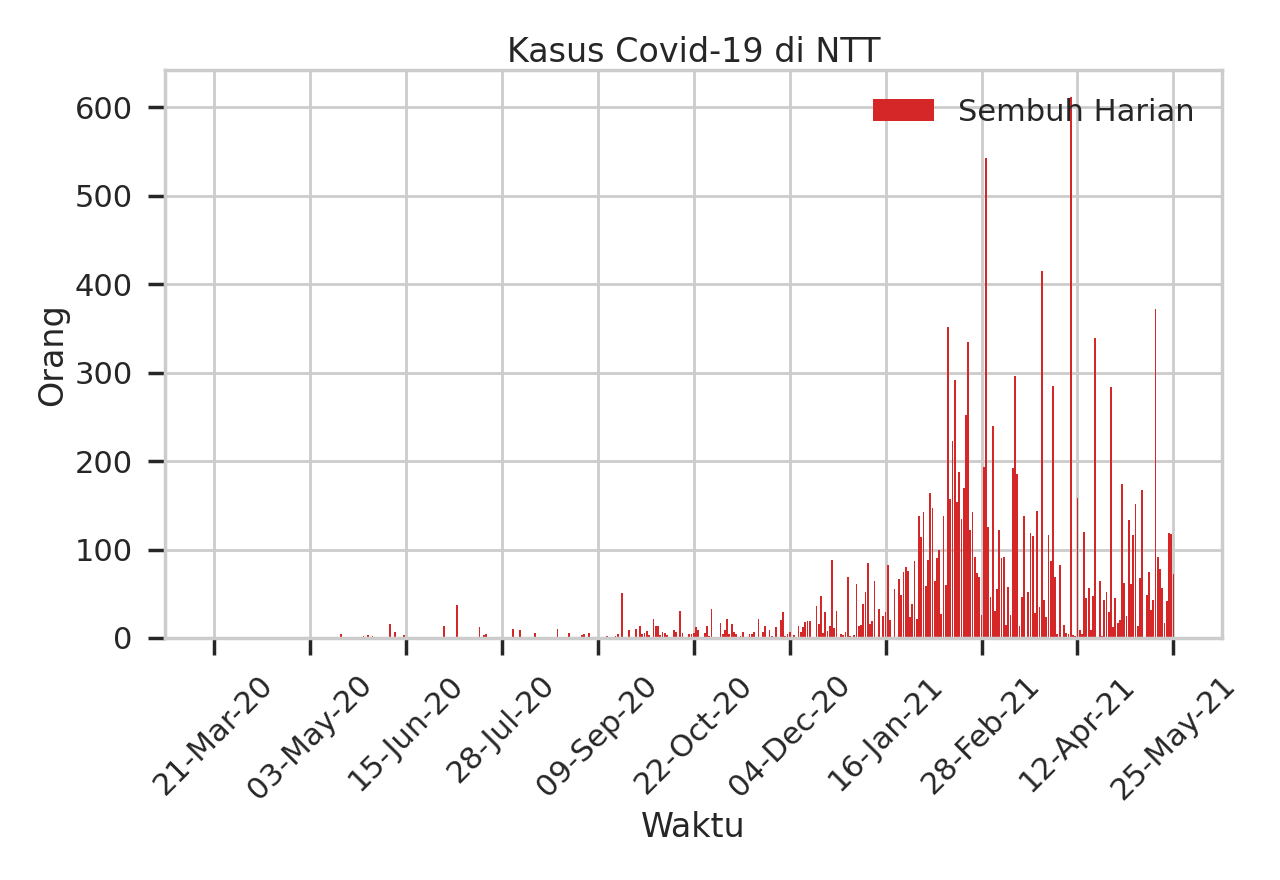 Kasus Covid-19 di NTT
Sembuh Harian
Orang
600
500
400
300
200
100
0
21-Mar-20
03-May-20
15-Jun-20
28-Jul-20
09-Sep-20
22-Oct-20
04-Dec-20
16-Jan-21
28-Feb-21
12-Apr-21
25-May-21
Waktu